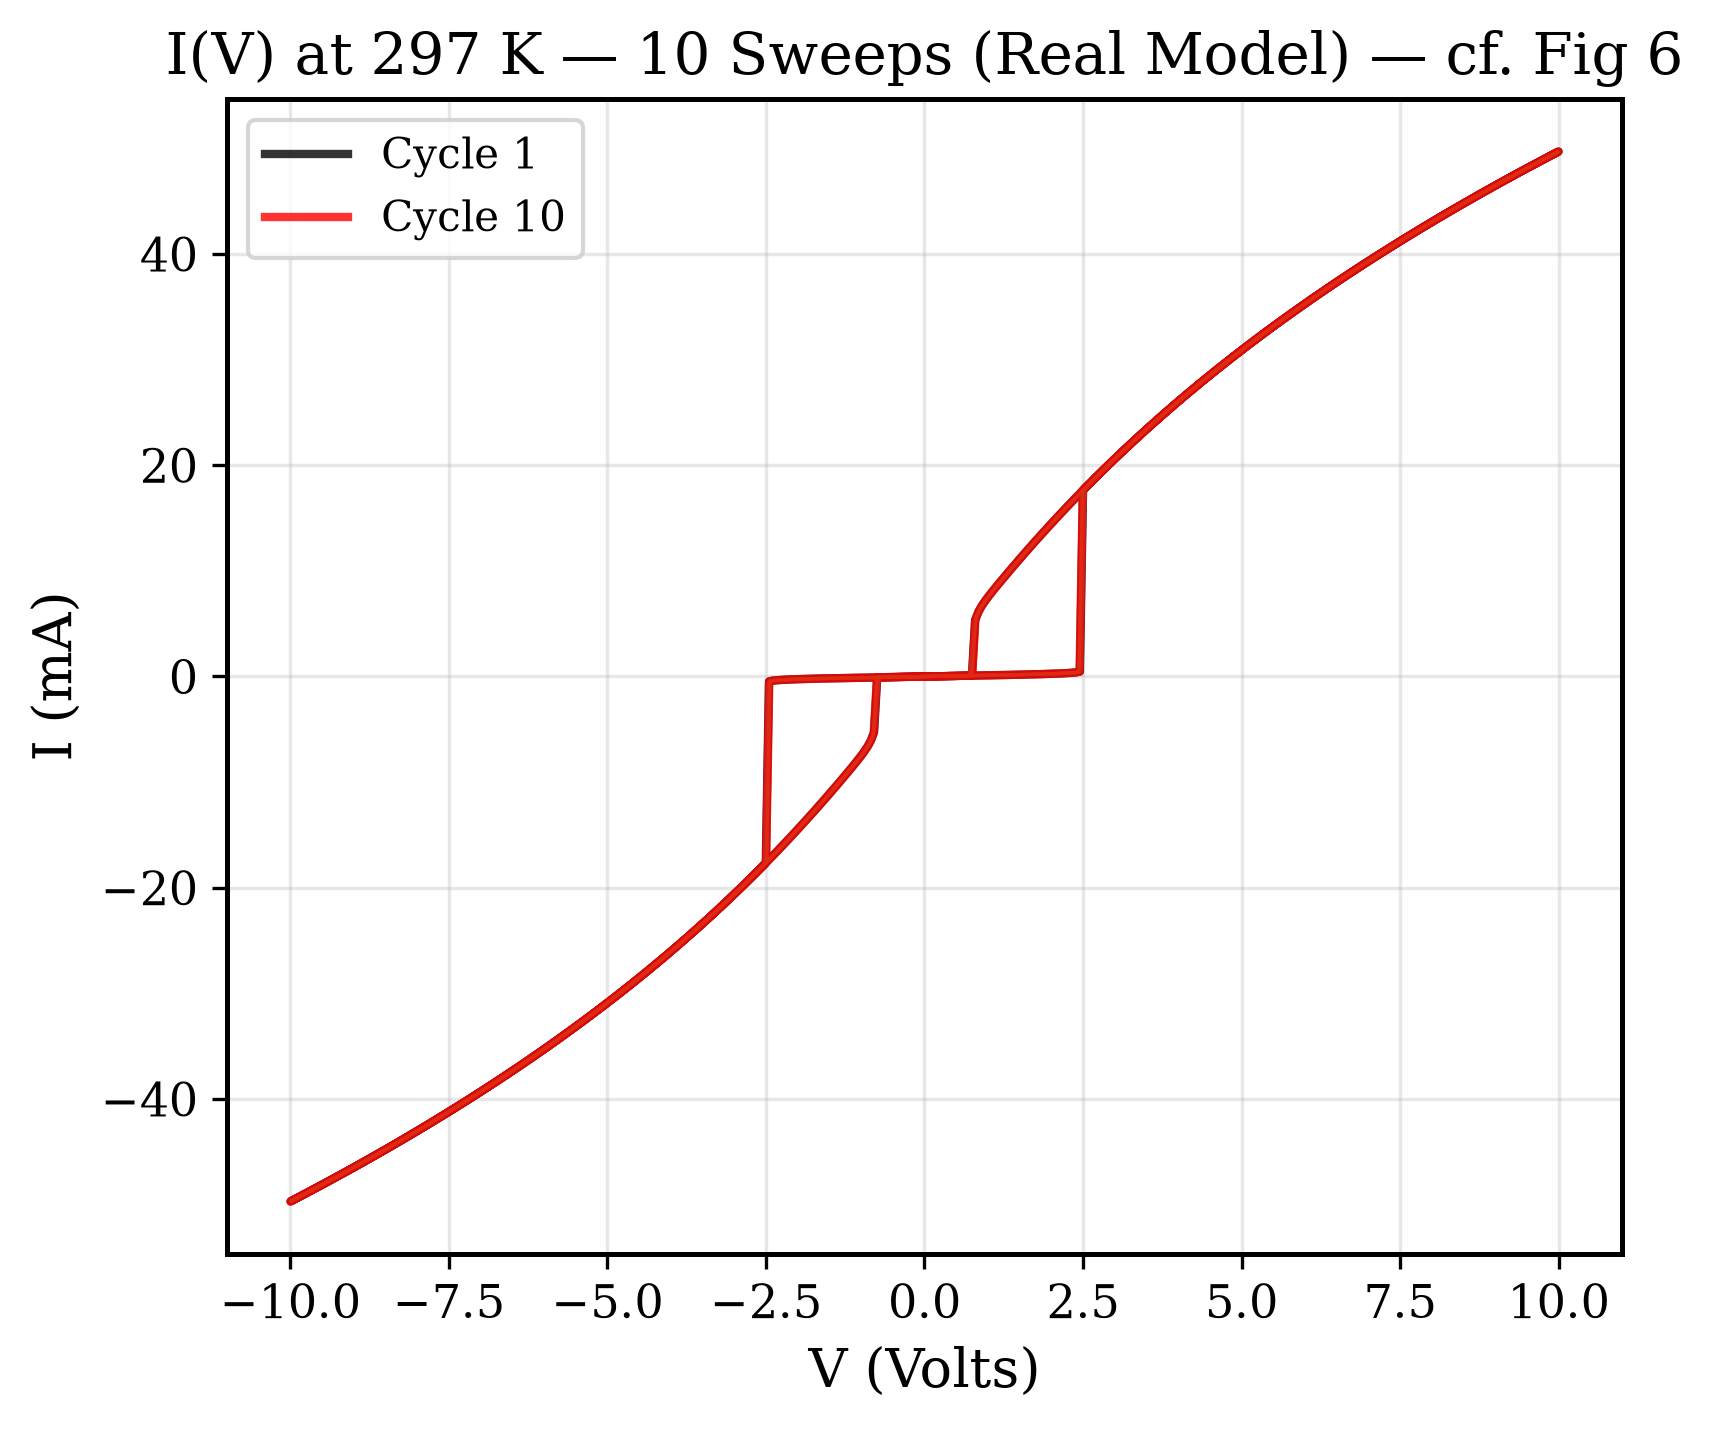 I(V) at 297 K — 10 Sweeps (Real Model) — cf. Fig 6
Cycle 1
Cycle 10
40
20
0
−20
−40
I (mA)
−10.0 −7.5 −5.0 −2.5 0.0 2.5 5.0 7.5 10.0
V (Volts)